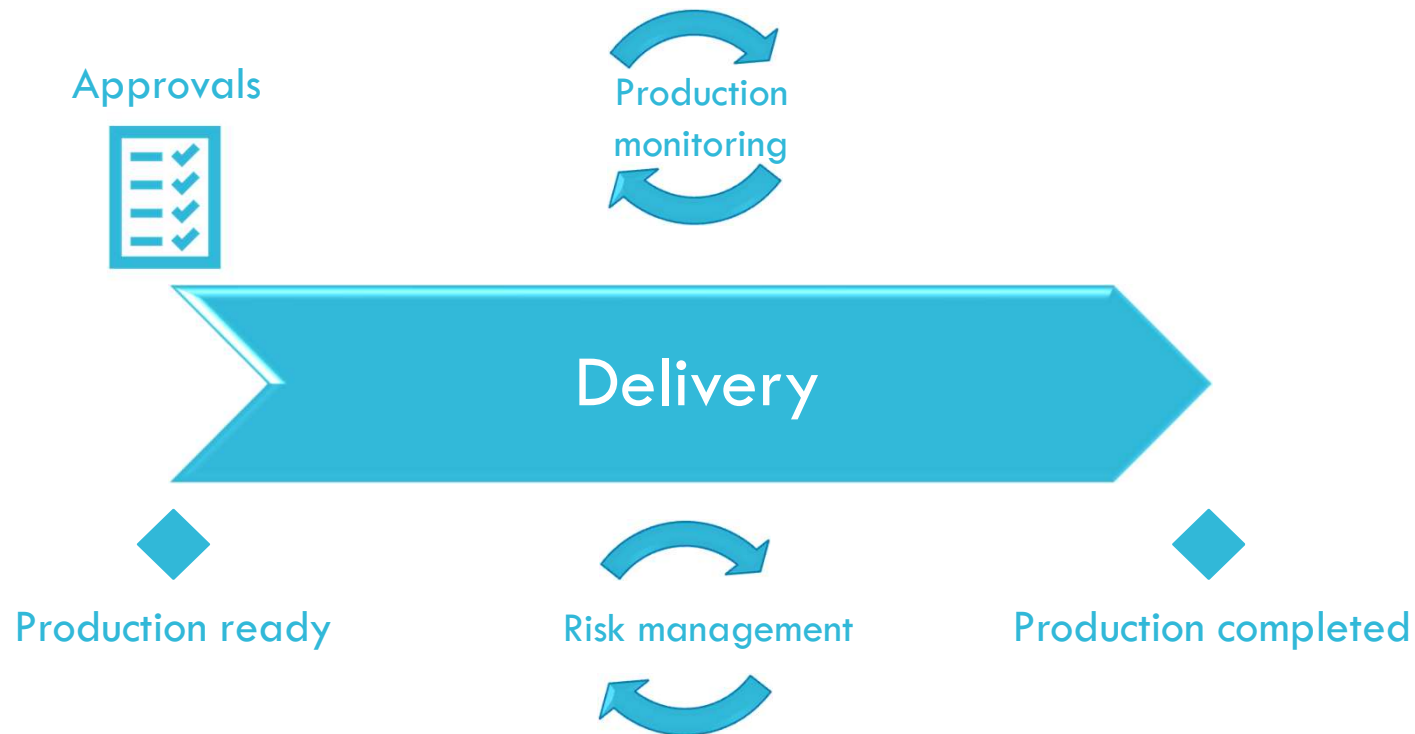 Approvals
Production
monitoring
Delivery
Production ready
Risk management
Production completed